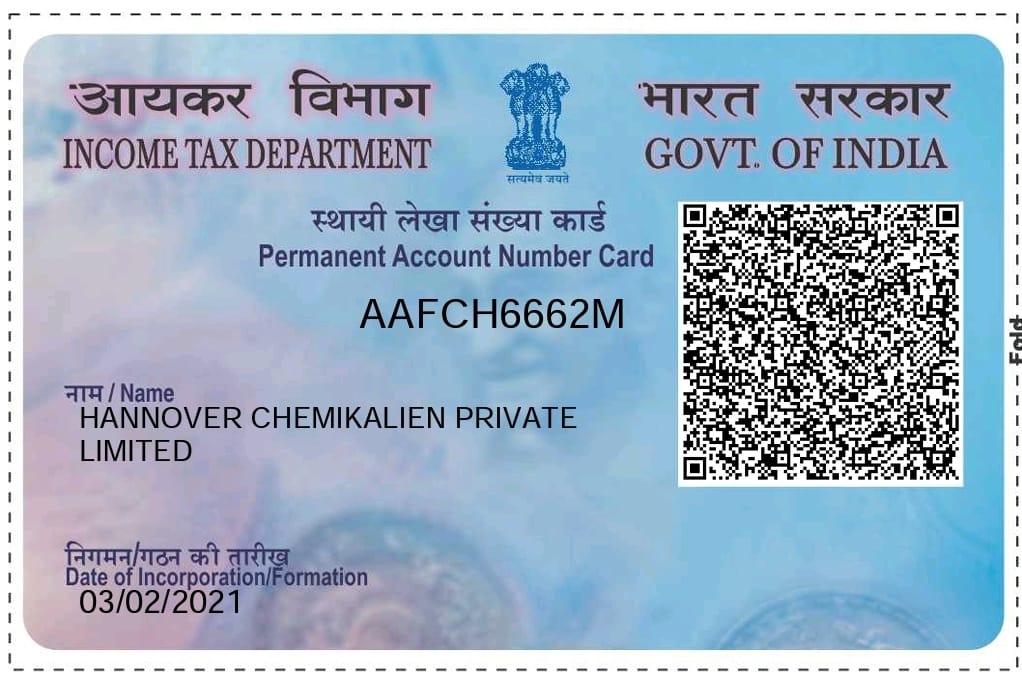 आयकर विभाग
INCOME TAX DEPARTMENT
सत्यमेव जयते
भारत सरकार
GOVT. OF INDIA
स्थायी लेखा संख्या कार्ड
Permanent Account Number Card
AAFCH6662M
नाम / Name
HANNOVER CHEMIKALIEN PRIVATE
LIMITED
निगमन/गठन की तारीख
Date of Incorporation/Formation
03/02/2021
Fold